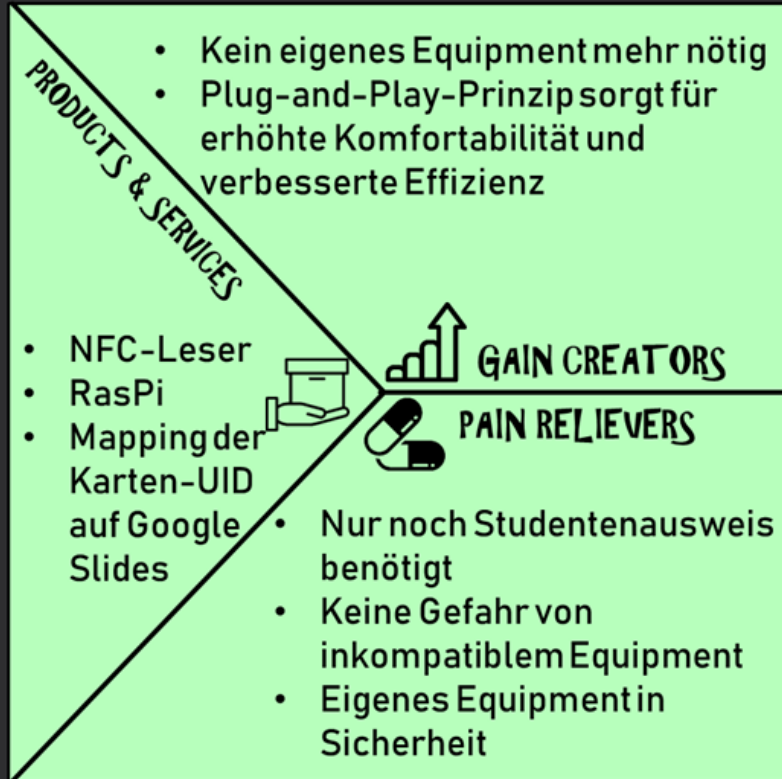 • Kein eigenes Equipment mehr nötig
• Plug-and-Play-Prinzip sorgt für
erhöhte Komfortabilität und
verbesserte Effizienz
PRODUCTS & SERVICES
• NFC-Leser
• RasPi
• Mapping der
Karten-UID
auf Google
Slides
GAIN CREATORS
PAIN RELIEVERS
• Nur noch Studentenausweis
benötigt
• Keine Gefahr von
inkompatiblem Equipment
• Eigenes Equipment in
Sicherheit